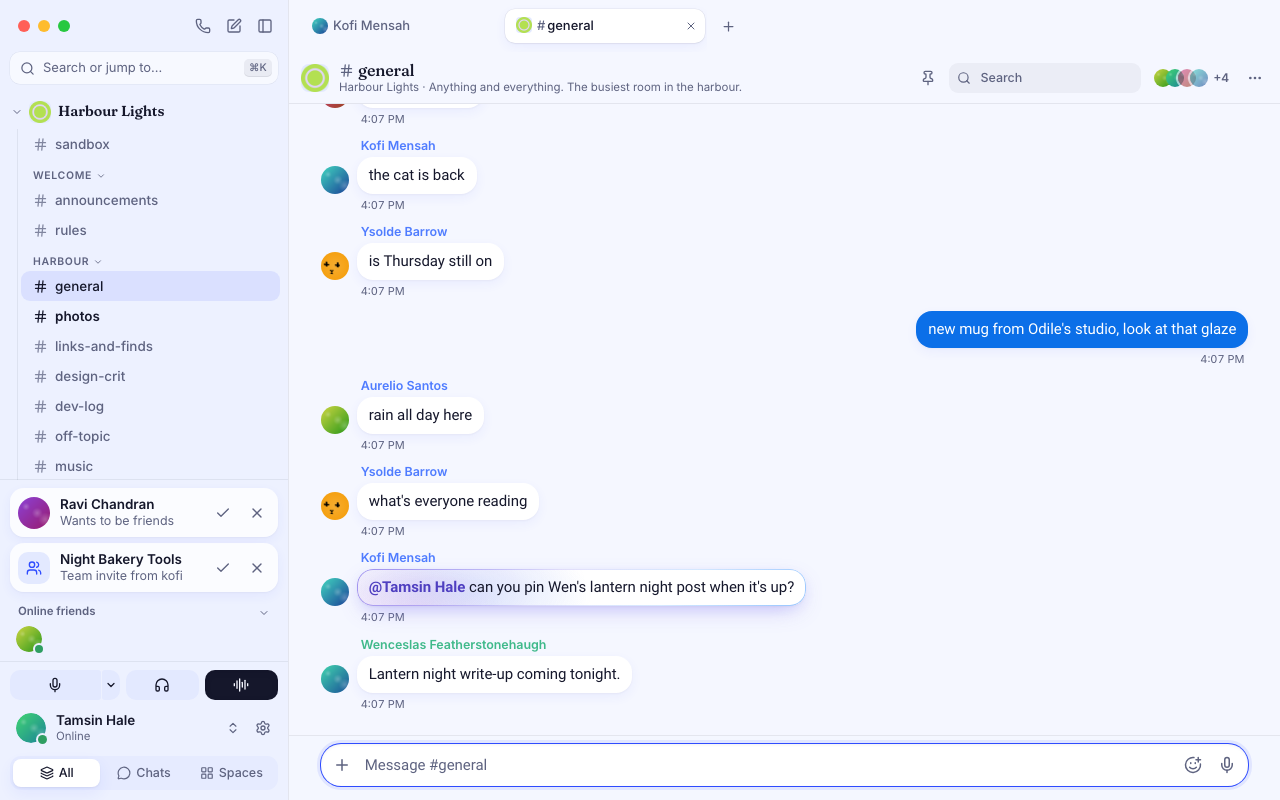 Search or jump to...
⌘K
Harbour Lights
# sandbox
WELCOME
# announcements
# rules
HARBOUR
# general
# photos
# links-and-finds
# design-crit
# dev-log
# off-topic
# music
Ravi Chandran
Wants to be friends
Night Bakery Tools
Team invite from kofi
Online friends
Tamsin Hale
Online
All
Chats
Spaces
Kofi Mensah
# general
# general
Harbour Lights · Anything and everything. The busiest room in the harbour.
Search
+4
4:07 PM
Kofi Mensah
the cat is back
4:07 PM
Ysolde Barrow
is Thursday still on
4:07 PM
new mug from Odile's studio, look at that glaze
4:07 PM
Aurelio Santos
rain all day here
4:07 PM
Ysolde Barrow
what's everyone reading
4:07 PM
Kofi Mensah
@Tamsin Hale can you pin Wen's lantern night post when it's up?
4:07 PM
Wenceslas Featherstonehaugh
Lantern night write-up coming tonight.
4:07 PM
Message #general